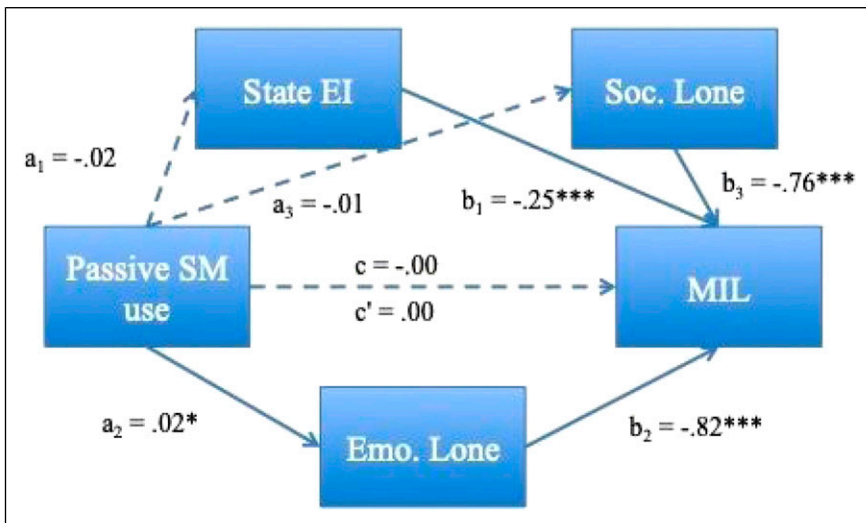 State EI
Soc. Lone
a₁ = -.02
a₃ = -.01
b₁ = -.25***
b₃ = -.76***
Passive SM
use
c = -.00
c' = .00
MIL
a₂ = .02*
Emo. Lone
b₂ = -.82***